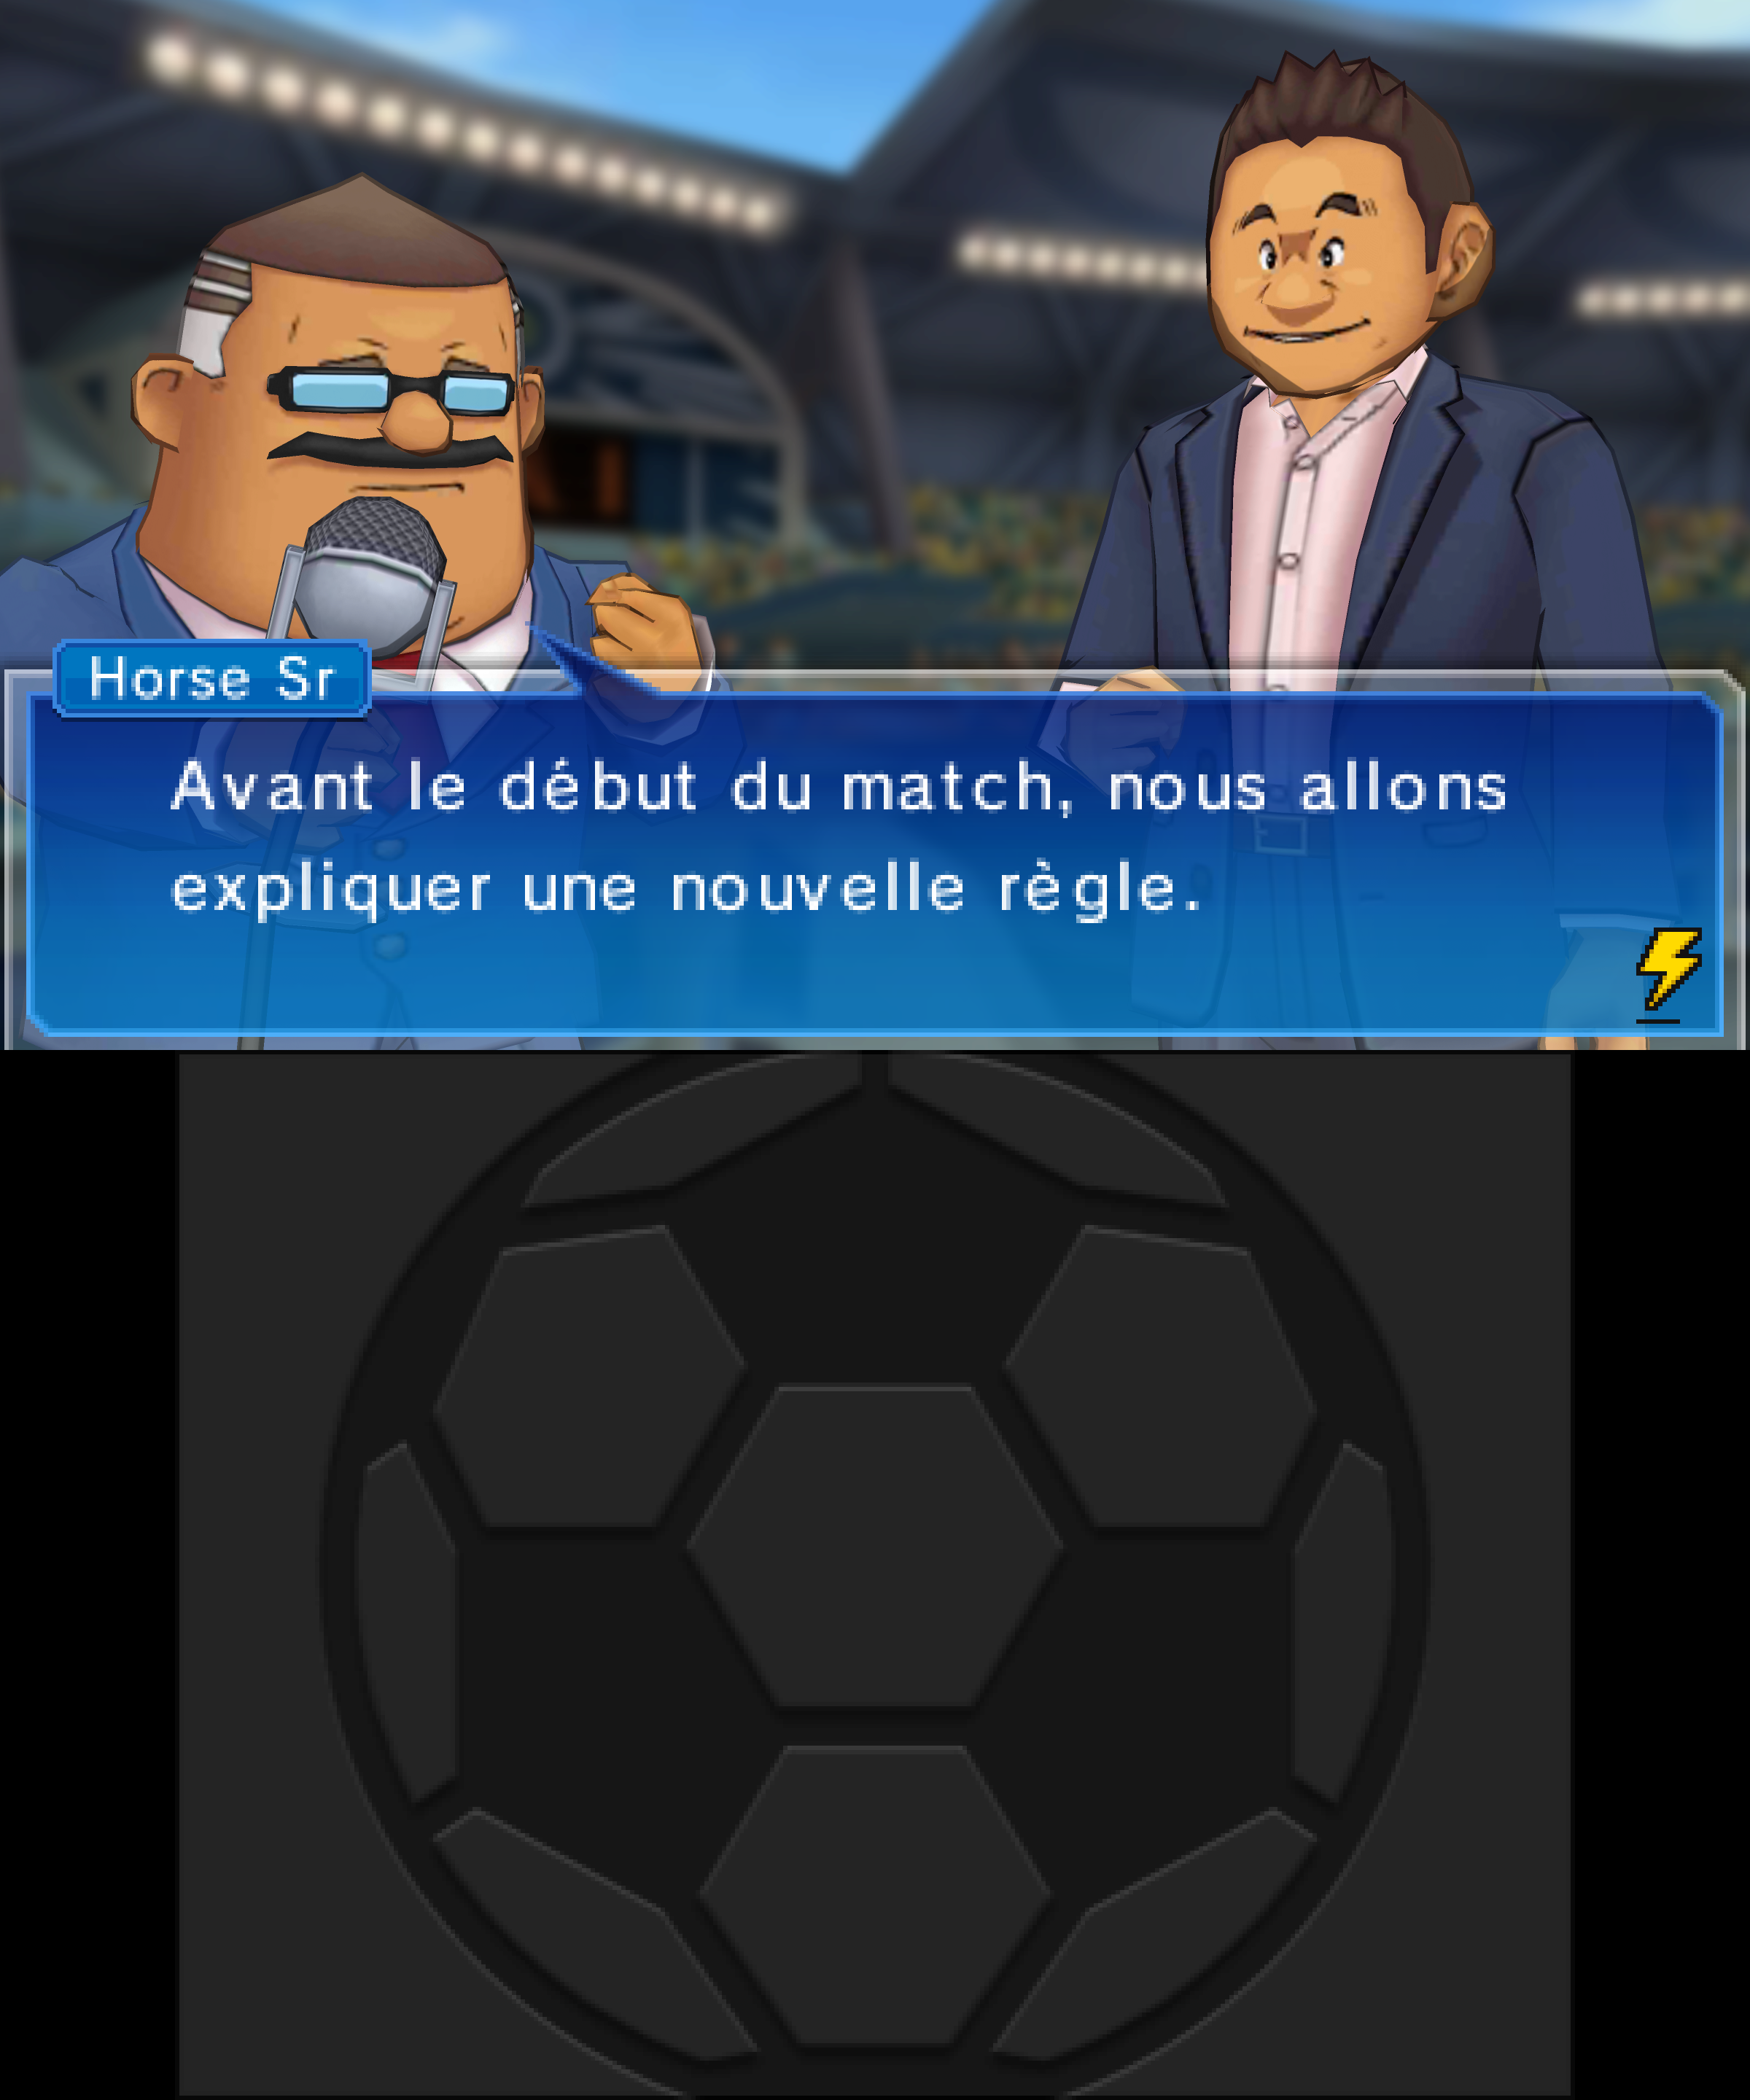 Horse Sr
Avant le début du match, nous allons
expliquer une nouvelle règle.